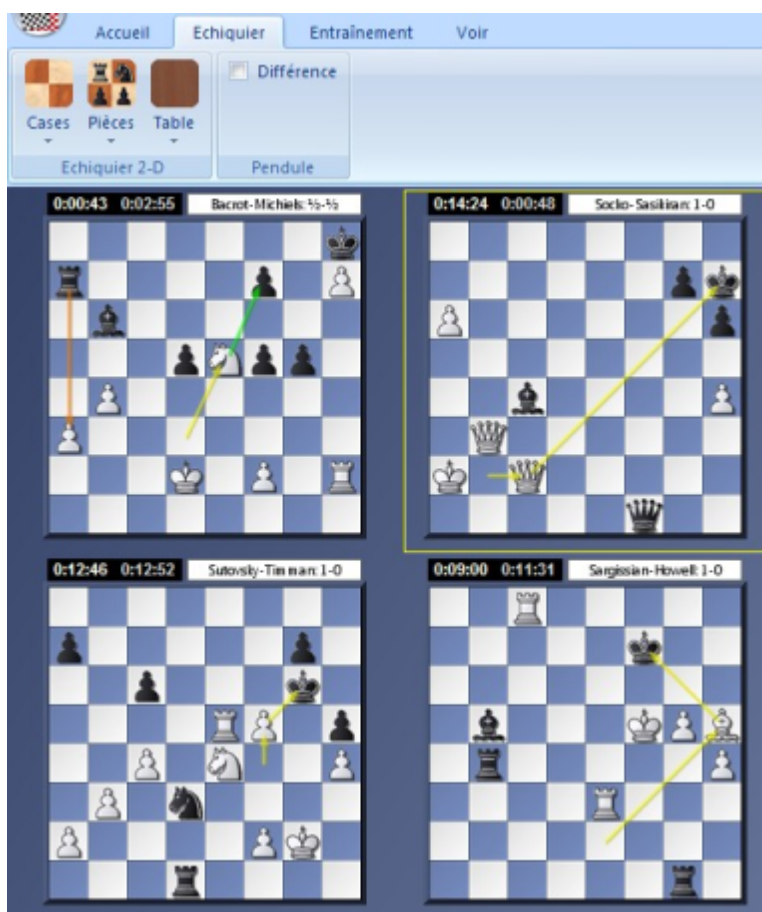 Accueil Echiquier Entraînement Voir
Différence
Cases Pièces Table
Echiquier 2-D Pendule
0:00:43 0:02:55 Bacrot-Michiels: ½-½
0:14:24 0:00:48 Socko-Sasikiran: 1-0
0:12:46 0:12:52 Sutovsky-Timman: 1-0
0:09:00 0:11:31 Sargissian-Howell: 1-0